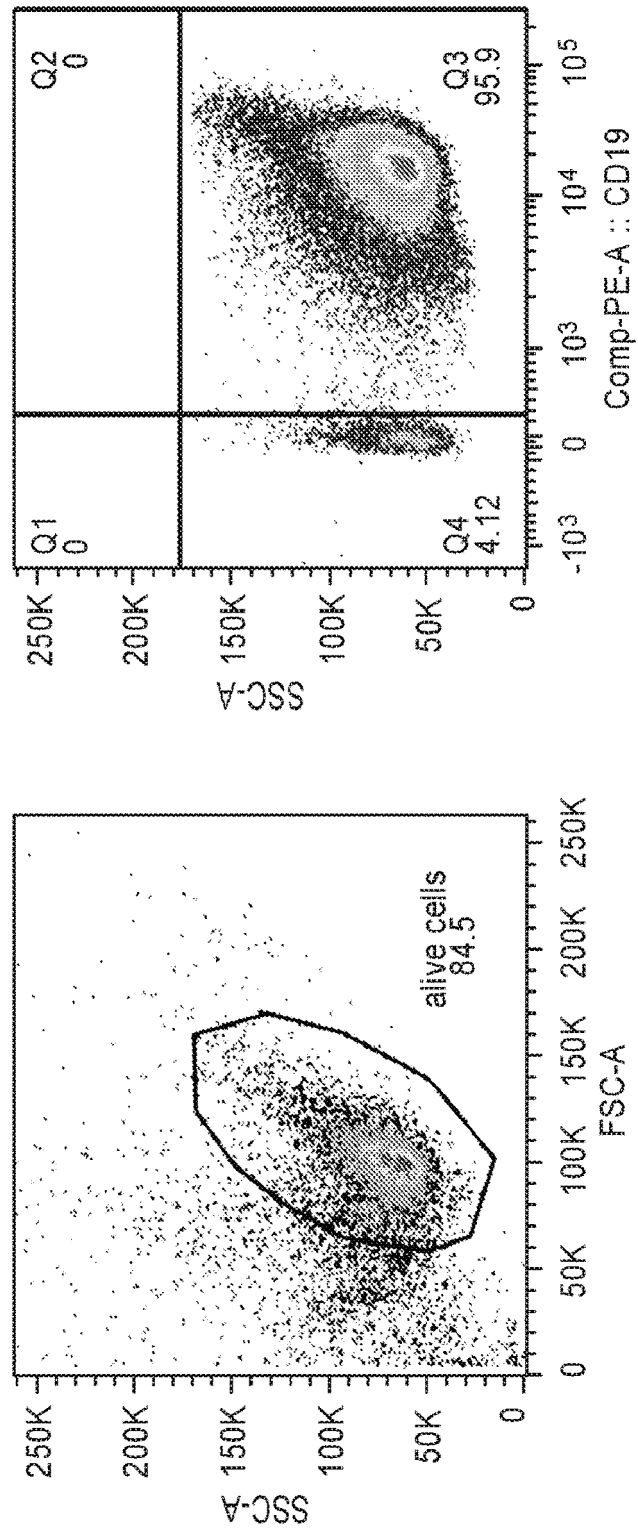 250K
200K
150K
100K
50K
0
SSC-A
alive cells
84.5
0
50K
100K
150K
200K
250K
FSC-A
250K
200K
150K
100K
50K
0
SSC-A
Q1
0
Q2
0
Q4
4.12
Q3
95.9
-10³
0
10³
10⁴
10⁵
Comp-PE-A :: CD19